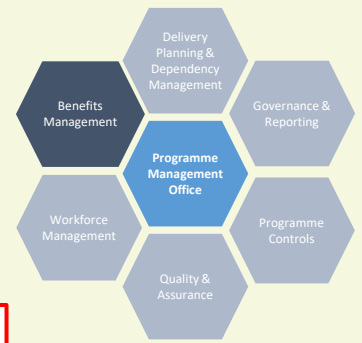 Delivery
Planning &
Dependency
Management
Benefits
Management
Governance &
Reporting
Programme
Management
Office
Workforce
Management
Programme
Controls
Quality &
Assurance